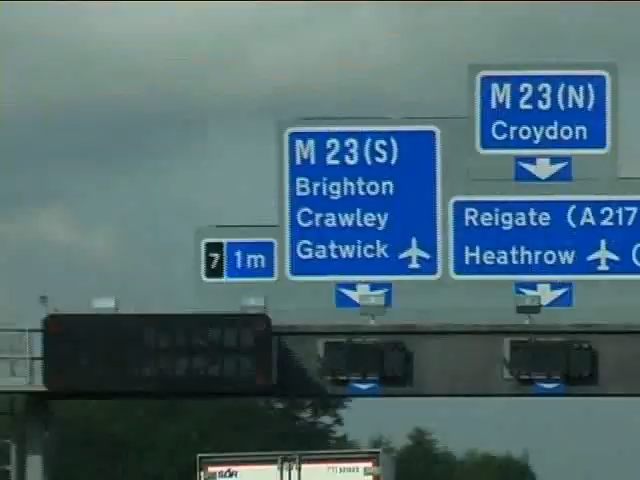 M 23(N)
Croydon
M 23(S)
Brighton
Crawley
Gatwick
7 1m
Reigate (A217
Heathrow (